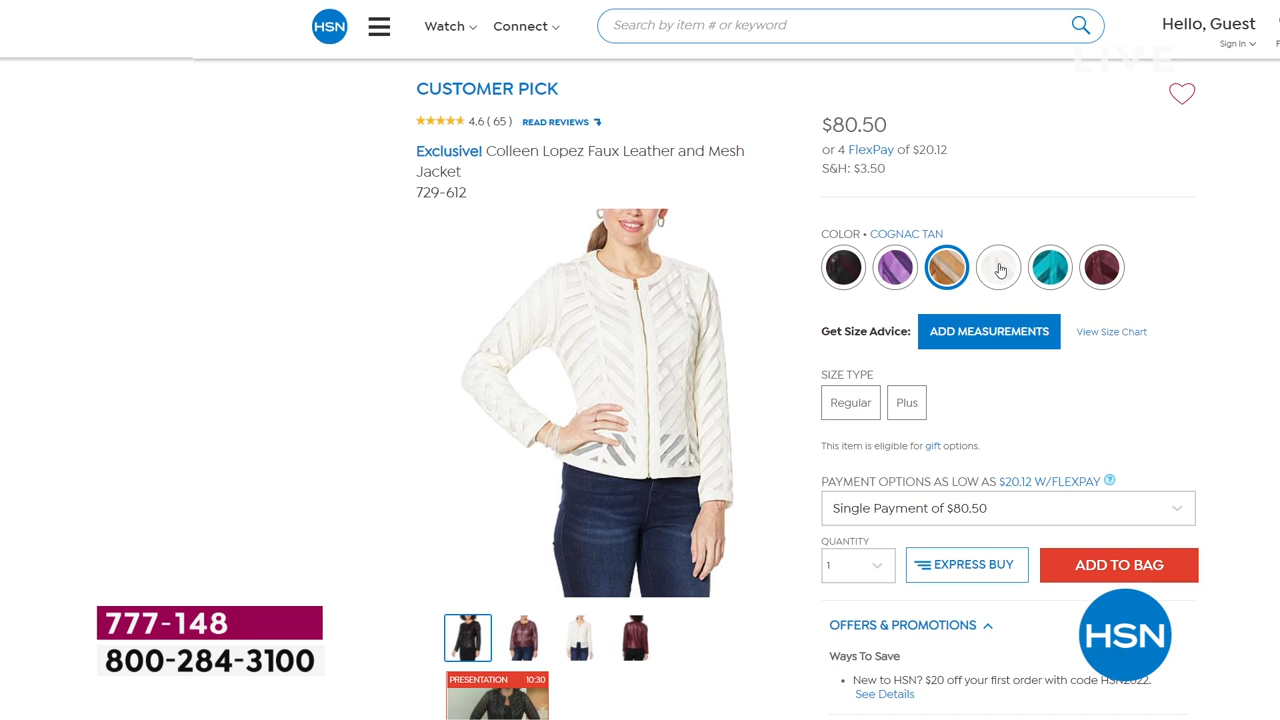 HSN
Watch
Connect
Search by item # or keyword
Hello, Guest
Sign In
LIVE
CUSTOMER PICK
4.6 ( 65 ) READ REVIEWS
Exclusive! Colleen Lopez Faux Leather and Mesh
Jacket
729-612
$80.50
or 4 FlexPay of $20.12
S&H: $3.50
COLOR • COGNAC TAN
Get Size Advice: ADD MEASUREMENTS View Size Chart
SIZE TYPE
Regular Plus
This item is eligible for gift options.
PAYMENT OPTIONS AS LOW AS $20.12 W/FLEXPAY ?
Single Payment of $80.50
QUANTITY
1 EXPRESS BUY ADD TO BAG
OFFERS & PROMOTIONS
Ways To Save
• New to HSN? $20 off your first order with code HSN2022.
See Details
HSN
777-148
800-284-3100
PRESENTATION 10:30